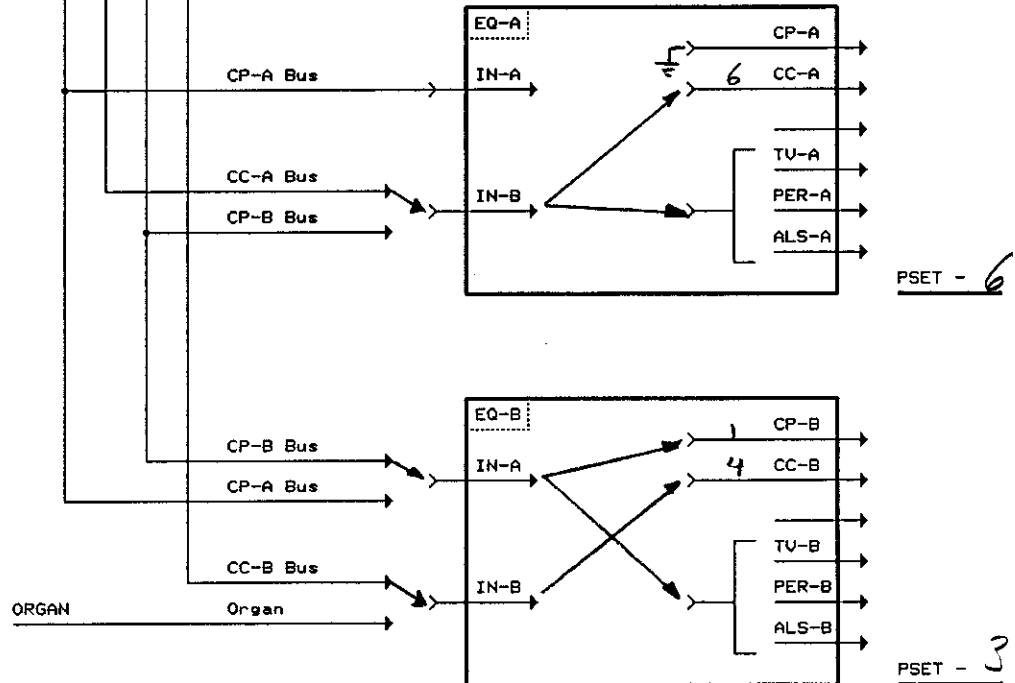 EQ-A
CP-A
CP-A Bus
IN-A
6 CC-A
TV-A
CC-A Bus
IN-B
PER-A
CP-B Bus
ALS-A
PSET - 6
EQ-B
CP-B Bus
IN-A
1 CP-B
4 CC-B
CP-A Bus
TV-B
CC-B Bus
IN-B
PER-B
ORGAN
Organ
ALS-B
PSET - 3